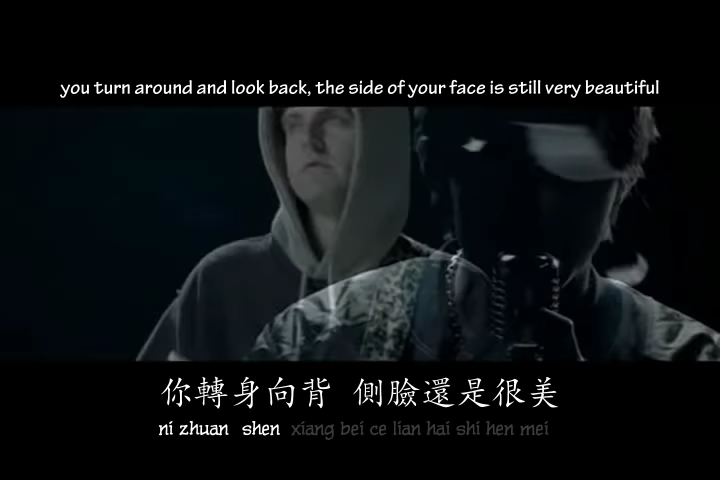 you turn around and look back, the side of your face is still very beautiful
你轉身向背 側臉還是很美
ni zhuan shen xiang bei ce lian hai shi hen mei